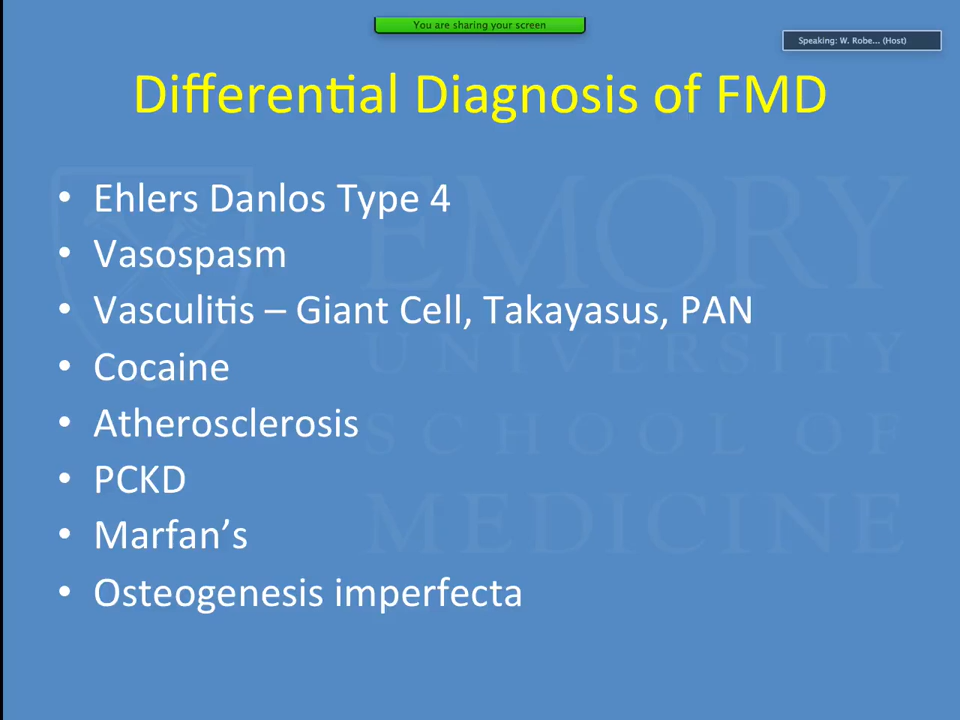 You are sharing your screen
Speaking: W. Robe... (Host)
Differential Diagnosis of FMD
• Ehlers Danlos Type 4
• Vasospasm
• Vasculitis – Giant Cell, Takayasus, PAN
• Cocaine
• Atherosclerosis
• PCKD
• Marfan’s
• Osteogenesis imperfecta
EMORY
UNIVERSITY
SCHOOL OF
MEDICINE